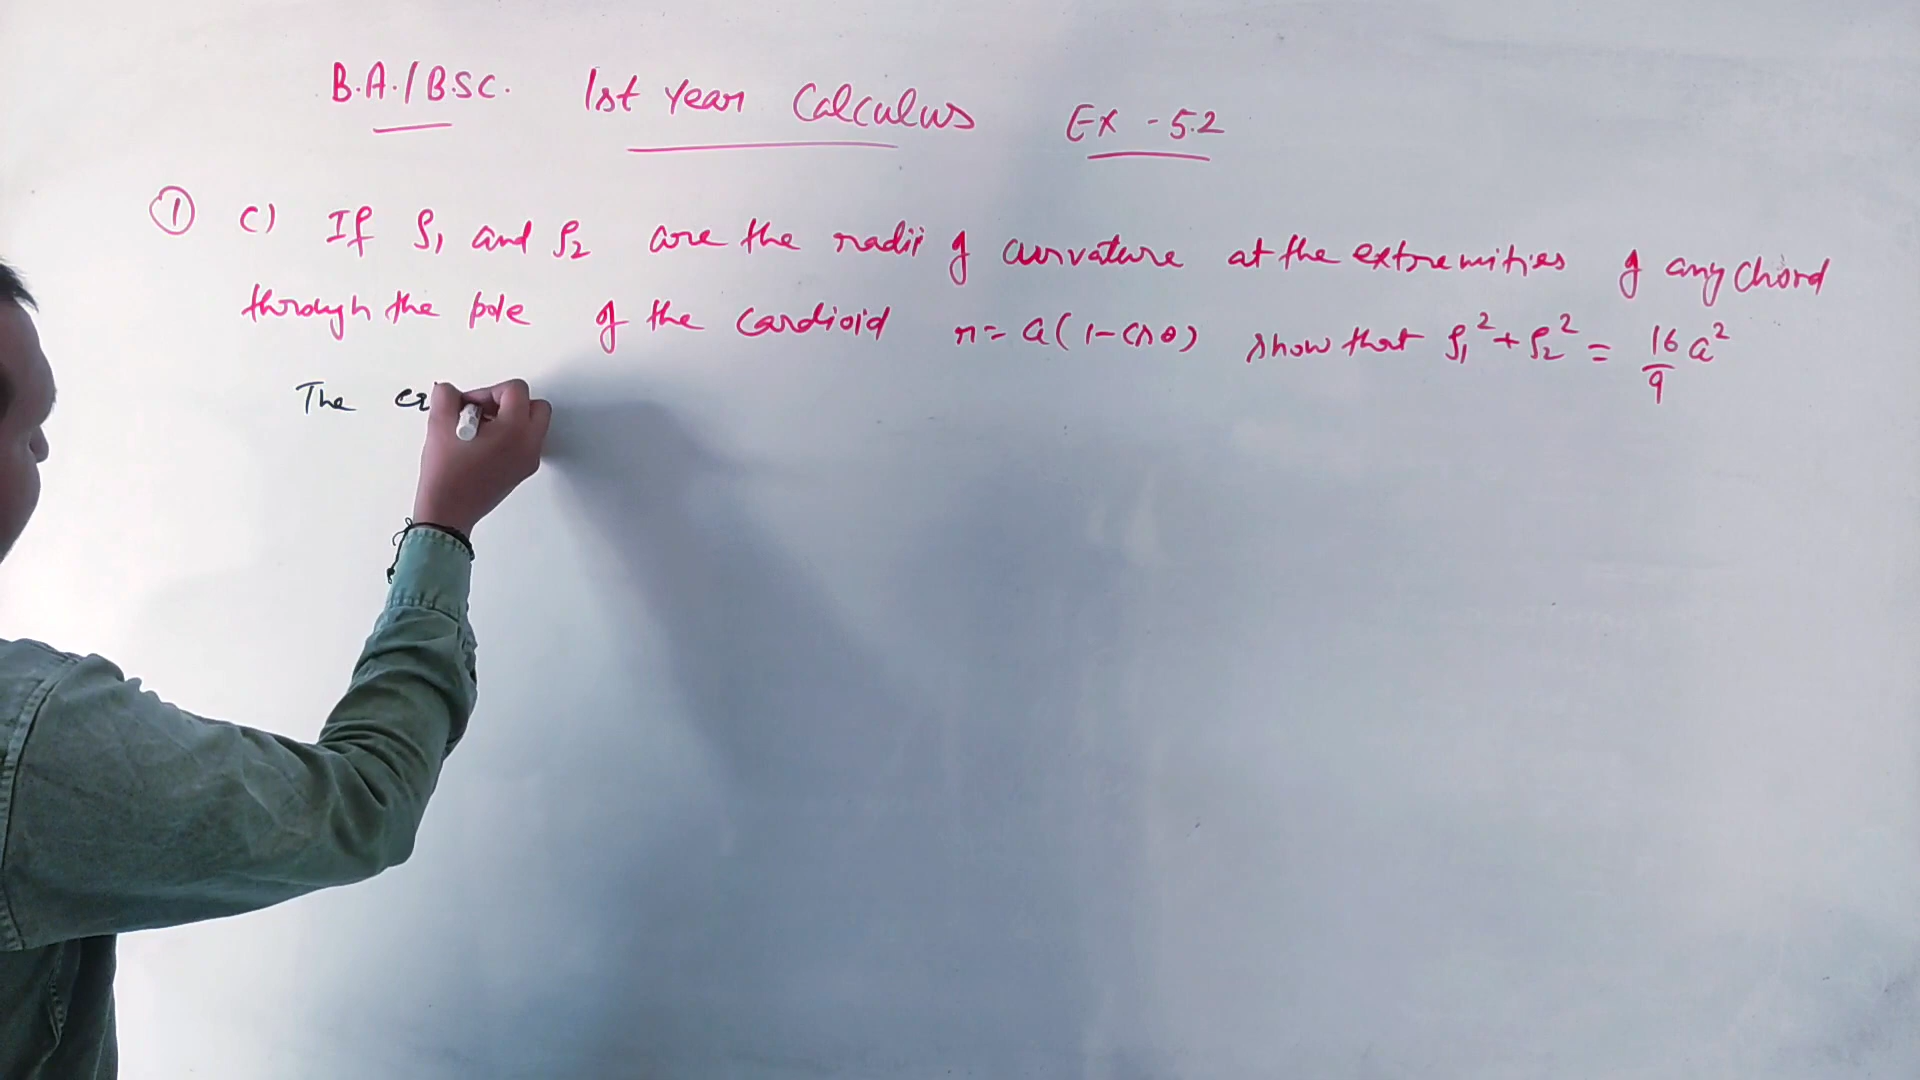 B.A./B.SC. 1st Year Calculus Ex - 5.2
① c) If ρ₁ and ρ₂ are the radii of curvature at the extremities of any chord
through the pole of the cardioid r = a(1-cosθ) show that ρ₁² + ρ₂² = 16/9 a²
The eq